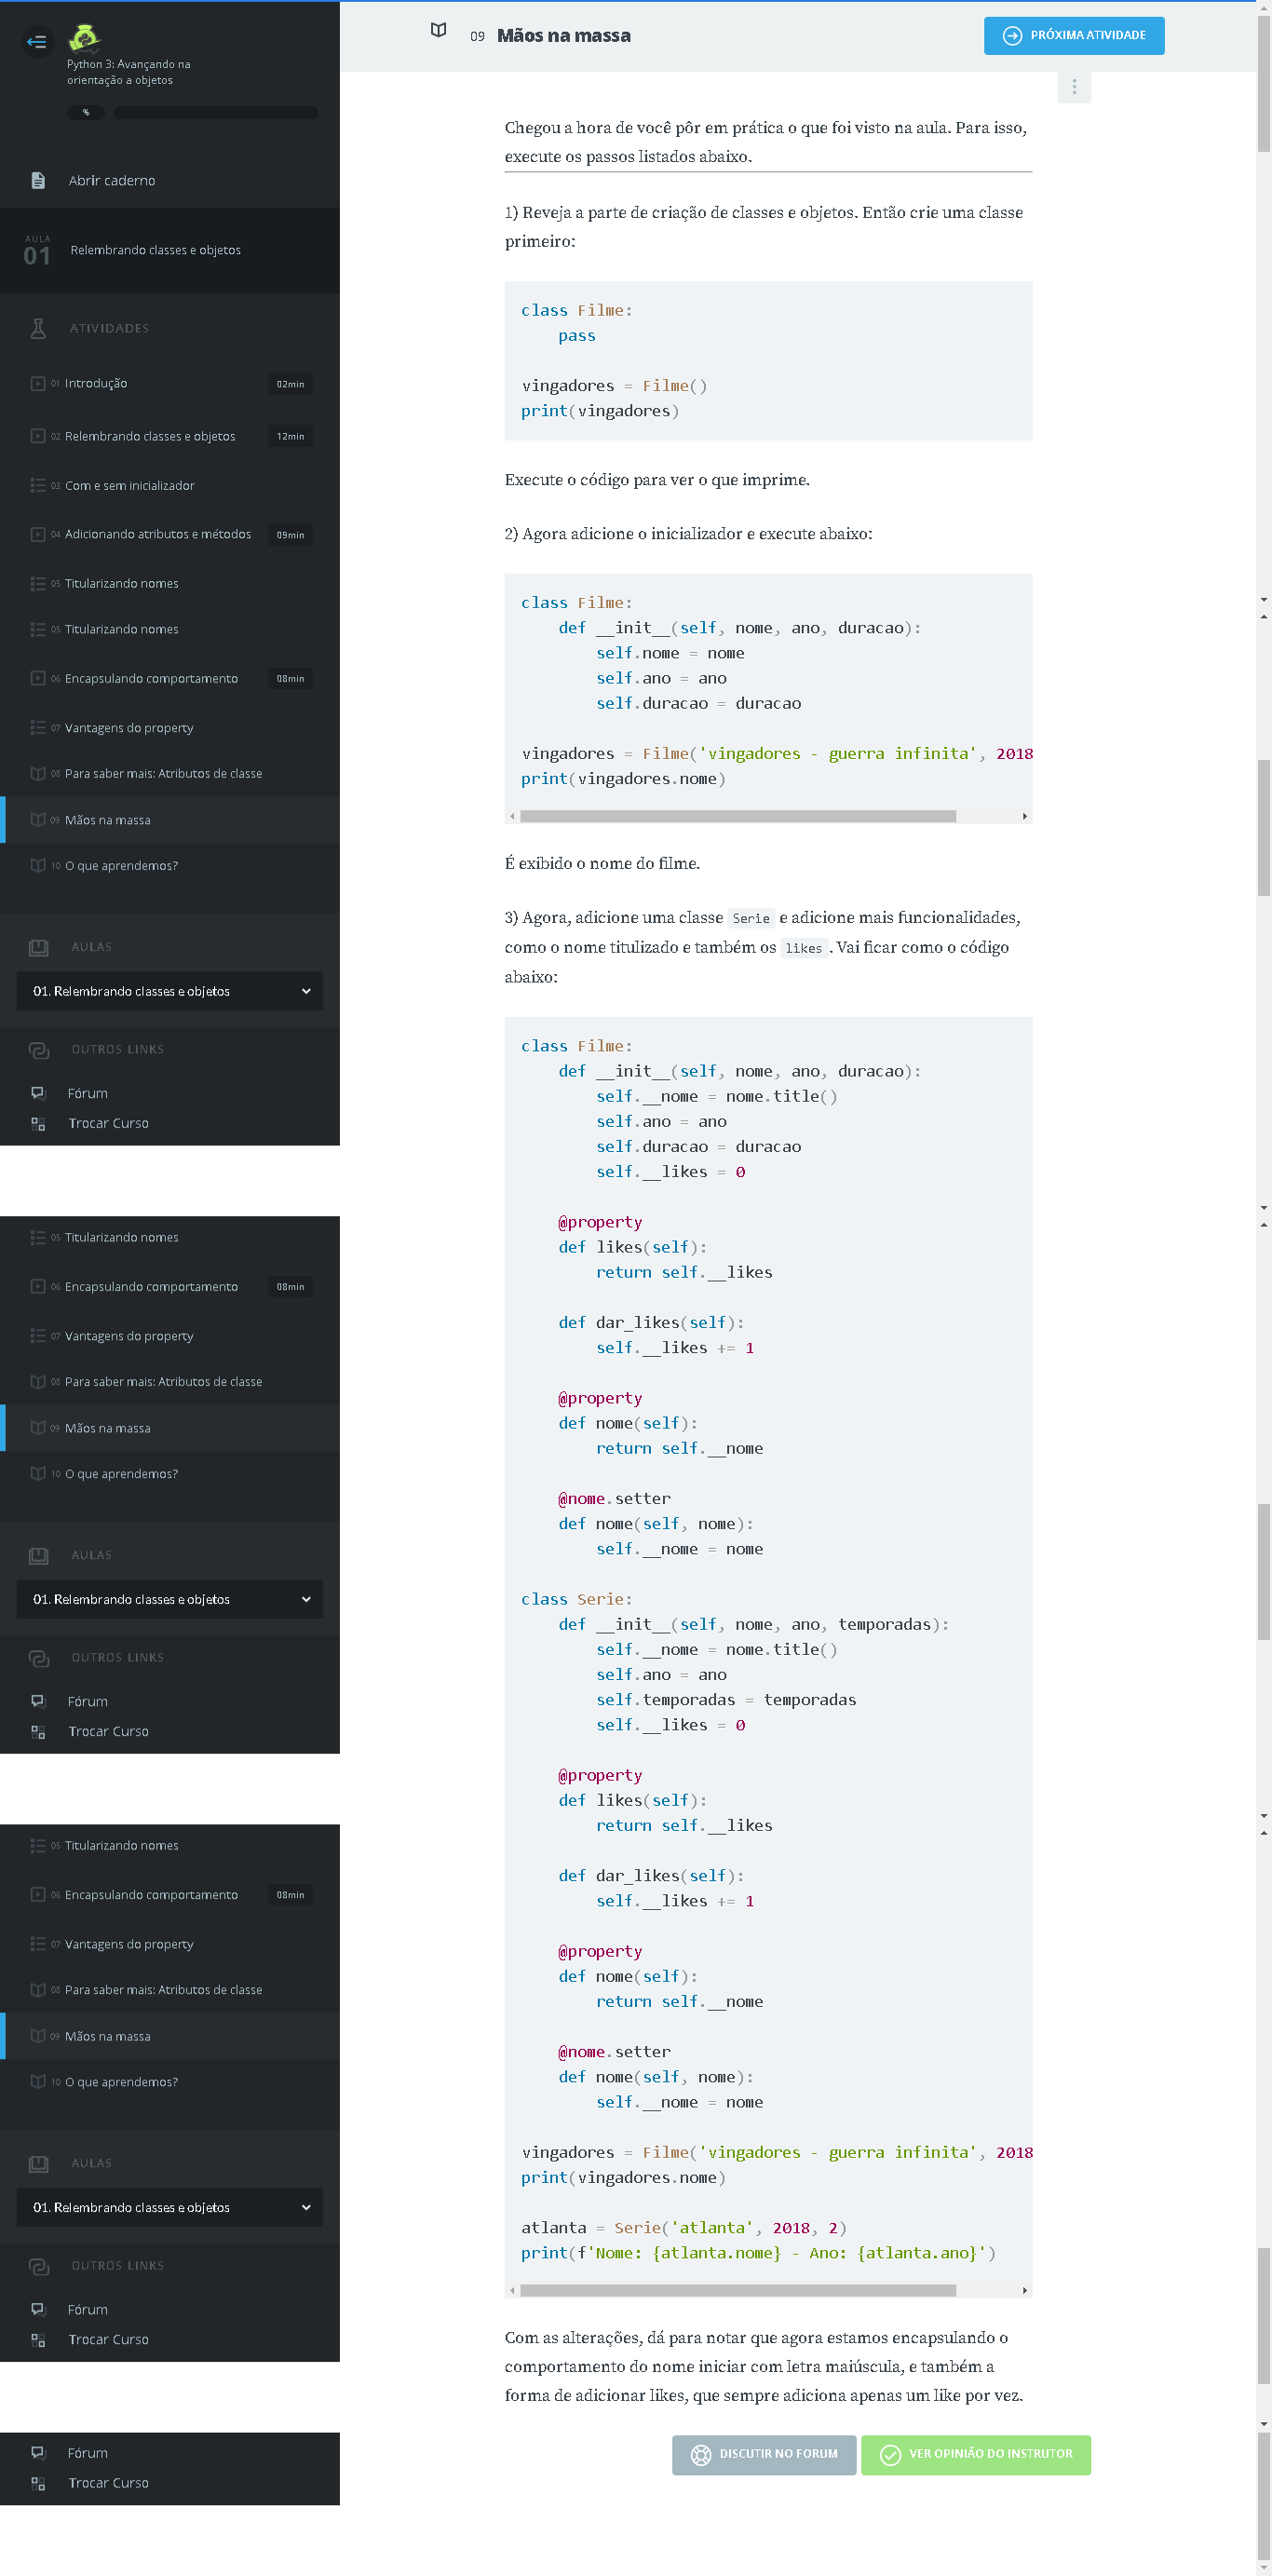 Python 3: Avançando na
orientação a objetos
%
Abrir caderno
AULA
01
Relembrando classes e objetos
ATIVIDADES
01 Introdução 02min
02 Relembrando classes e objetos 12min
03 Com e sem inicializador
04 Adicionando atributos e métodos 09min
05 Titularizando nomes
05 Titularizando nomes
06 Encapsulando comportamento 08min
07 Vantagens do property
08 Para saber mais: Atributos de classe
09 Mãos na massa
10 O que aprendemos?
AULAS
01. Relembrando classes e objetos
OUTROS LINKS
Fórum
Trocar Curso
05 Titularizando nomes
06 Encapsulando comportamento 08min
07 Vantagens do property
08 Para saber mais: Atributos de classe
09 Mãos na massa
10 O que aprendemos?
AULAS
01. Relembrando classes e objetos
OUTROS LINKS
Fórum
Trocar Curso
05 Titularizando nomes
06 Encapsulando comportamento 08min
07 Vantagens do property
08 Para saber mais: Atributos de classe
09 Mãos na massa
10 O que aprendemos?
AULAS
01. Relembrando classes e objetos
OUTROS LINKS
Fórum
Trocar Curso
Fórum
Trocar Curso
09 Mãos na massa
PRÓXIMA ATIVIDADE
Chegou a hora de você pôr em prática o que foi visto na aula. Para isso,
execute os passos listados abaixo.
1) Reveja a parte de criação de classes e objetos. Então crie uma classe
primeiro:
class Filme:
    pass
vingadores = Filme()
print(vingadores)
Execute o código para ver o que imprime.
2) Agora adicione o inicializador e execute abaixo:
class Filme:
    def __init__(self, nome, ano, duracao):
        self.nome = nome
        self.ano = ano
        self.duracao = duracao
vingadores = Filme('vingadores - guerra infinita', 2018
print(vingadores.nome)
É exibido o nome do filme.
3) Agora, adicione uma classe Serie e adicione mais funcionalidades,
como o nome titulizado e também os likes. Vai ficar como o código
abaixo:
class Filme:
    def __init__(self, nome, ano, duracao):
        self.__nome = nome.title()
        self.ano = ano
        self.duracao = duracao
        self.__likes = 0
    @property
    def likes(self):
        return self.__likes
    def dar_likes(self):
        self.__likes += 1
    @property
    def nome(self):
        return self.__nome
    @nome.setter
    def nome(self, nome):
        self.__nome = nome
class Serie:
    def __init__(self, nome, ano, temporadas):
        self.__nome = nome.title()
        self.ano = ano
        self.temporadas = temporadas
        self.__likes = 0
    @property
    def likes(self):
        return self.__likes
    def dar_likes(self):
        self.__likes += 1
    @property
    def nome(self):
        return self.__nome
    @nome.setter
    def nome(self, nome):
        self.__nome = nome
vingadores = Filme('vingadores - guerra infinita', 2018
print(vingadores.nome)
atlanta = Serie('atlanta', 2018, 2)
print(f'Nome: {atlanta.nome} - Ano: {atlanta.ano}')
Com as alterações, dá para notar que agora estamos encapsulando o
comportamento do nome iniciar com letra maiúscula, e também a
forma de adicionar likes, que sempre adiciona apenas um like por vez.
DISCUTIR NO FORUM
VER OPINIÃO DO INSTRUTOR